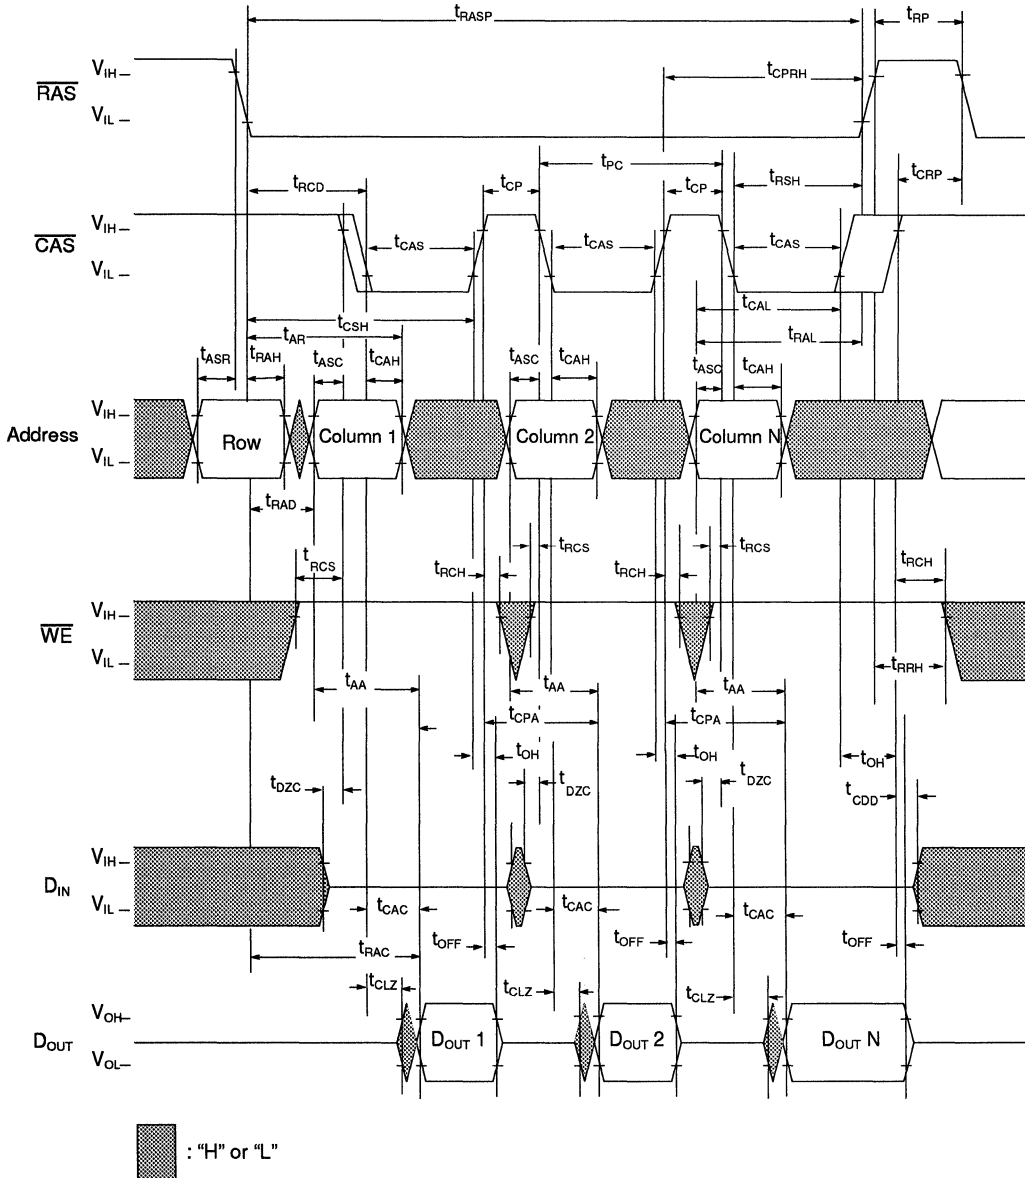 tRASP
tRP
VIH
RAS
VIL
tCPRH
tPC
tRCD
tCP
tCP
tRSH
tCRP
VIH
CAS
VIL
tCAS
tCAS
tCAS
tCSH
tCAL
tAR
tRAL
tASR
tRAH
tASC
tCAH
tASC
tCAH
tASC
tCAH
VIH
Address
VIL
Row
Column 1
Column 2
Column N
tRAD
tRCS
tRCH
tRCS
tRCH
tRCS
tRCH
VIH
WE
VIL
tRRH
tAA
tAA
tAA
tCPA
tCPA
tOH
tOH
tOH
tDZC
tDZC
tDZC
tCDD
VIH
DIN
VIL
tCAC
tCAC
tCAC
tRAC
tOFF
tOFF
tOFF
tCLZ
tCLZ
tCLZ
VOH
DOUT
VOL
DOUT 1
DOUT 2
DOUT N
: “H” or “L”